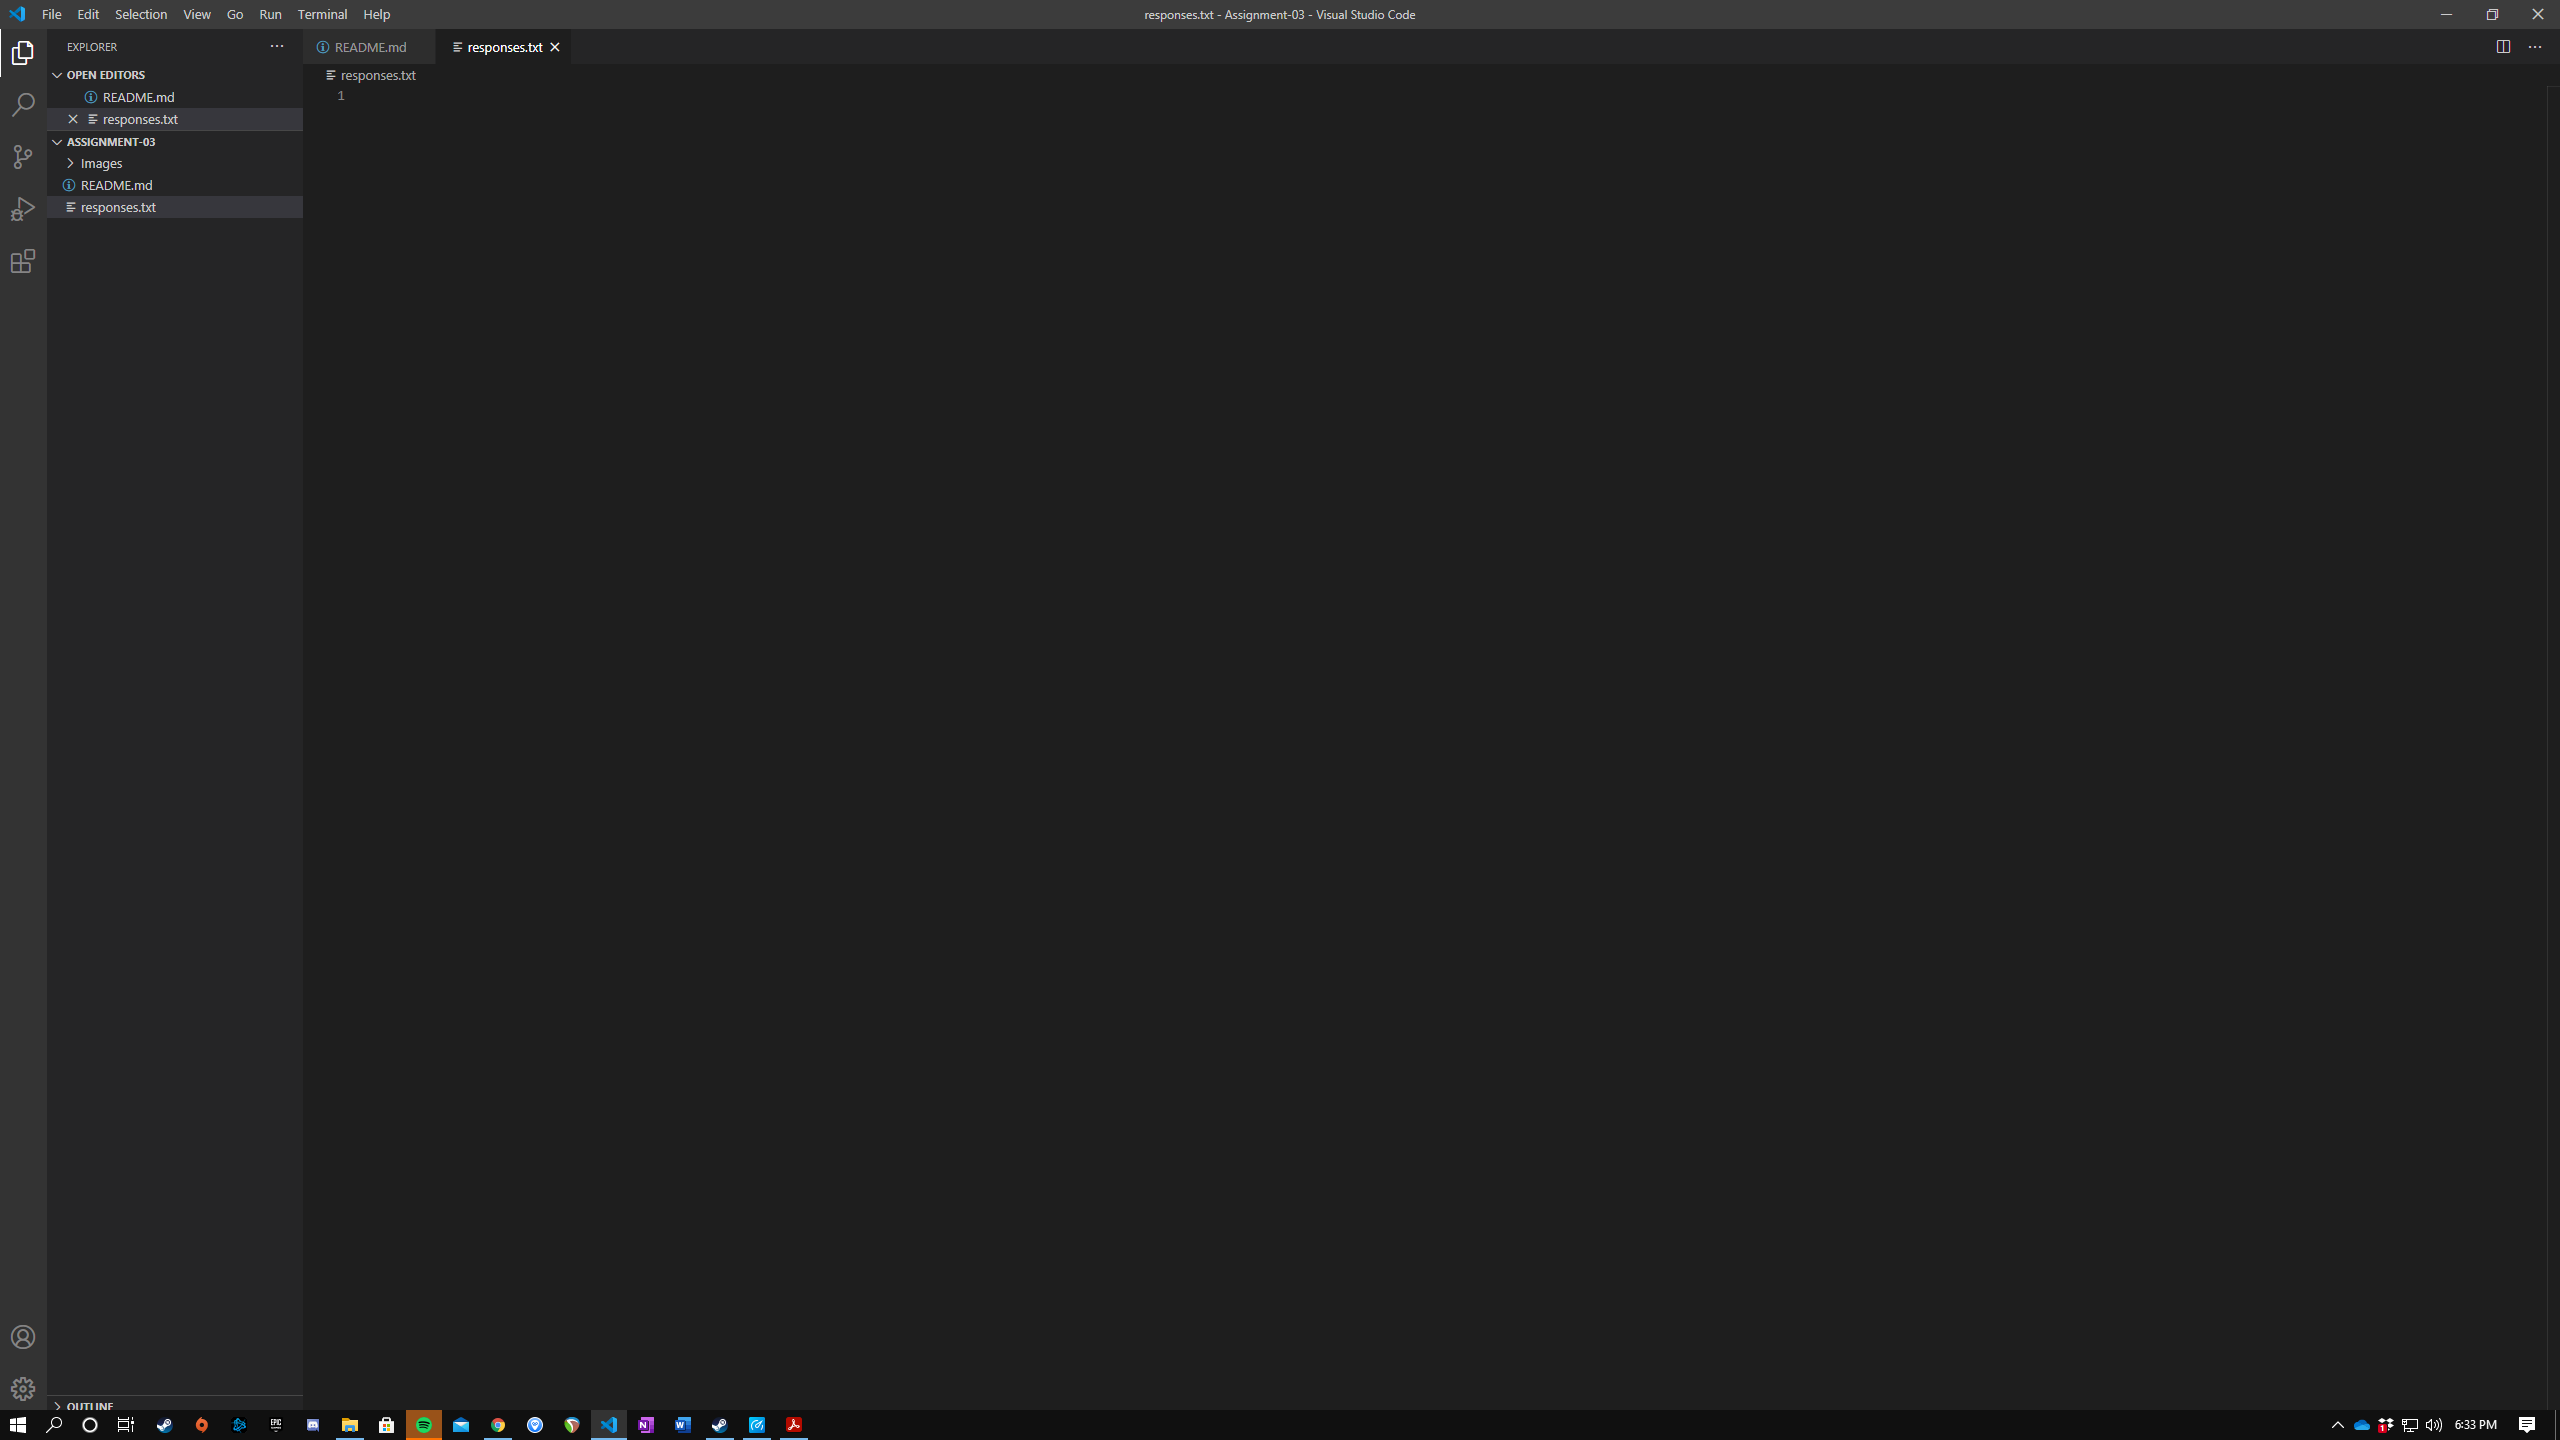 File Edit Selection View Go Run Terminal Help
responses.txt - Assignment-03 - Visual Studio Code
EXPLORER
README.md
responses.txt
OPEN EDITORS
README.md
responses.txt
ASSIGNMENT-03
Images
README.md
responses.txt
OUTLINE
responses.txt
1
EPIC
N
W
1
6:33 PM